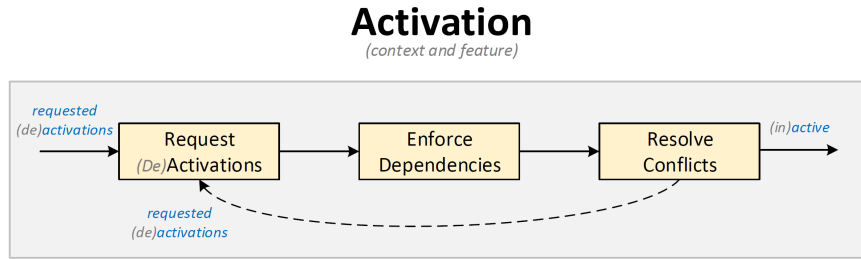 Activation
(context and feature)
requested
(de)activations
Request
(De)Activations
Enforce
Dependencies
Resolve
Conflicts
(in)active
requested
(de)activations